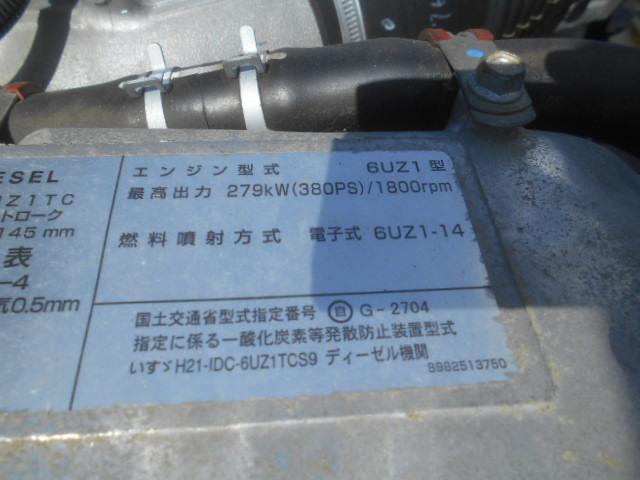 ESEL
Z1TC
トローク
145 mm
表
-4
気0.5mm
エンジン型式 6UZ1型
最高出力 279kW(380PS)/1800rpm
燃料噴射方式 電子式 6UZ1-14
国土交通省型式指定番号 自 G-2704
指定に係る一酸化炭素等発散防止装置型式
いすゞH21-IDC-6UZ1TCS9 ディーゼル機関
8982513750